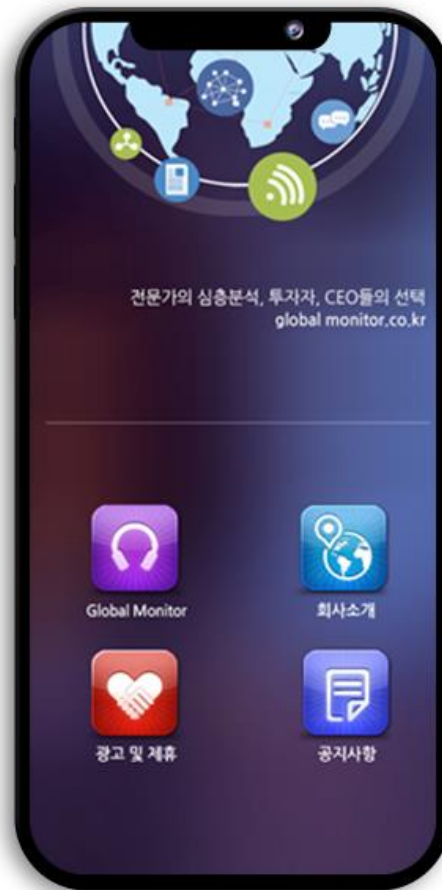 전문가의 심층분석, 투자자, CEO들의 선택
global monitor.co.kr
Global Monitor
회사소개
광고 및 제휴
공지사항